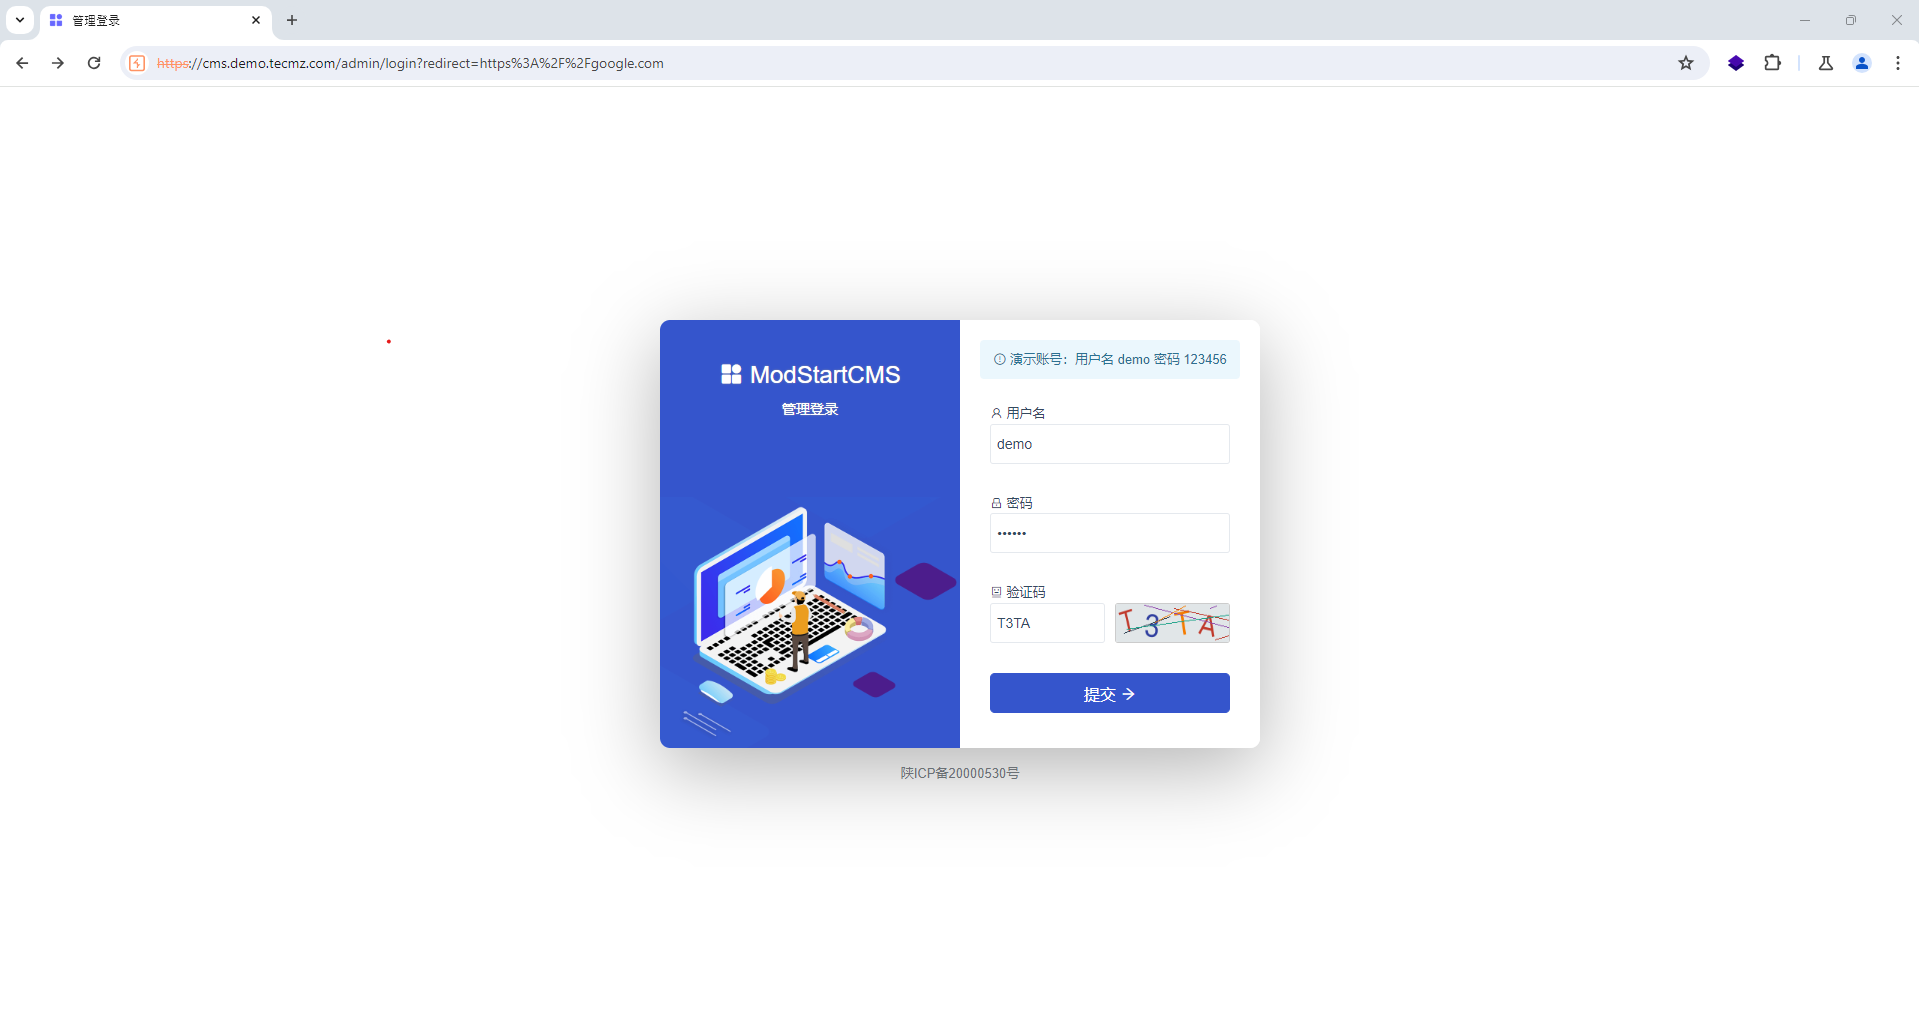 管理登录
https://cms.demo.tecmz.com/admin/login?redirect=https%3A%2F%2Fgoogle.com
ModStartCMS
管理登录
演示账号：用户名 demo 密码 123456
用户名
demo
密码
••••••
验证码
T3TA
T3TA
提交
陕ICP备20000530号